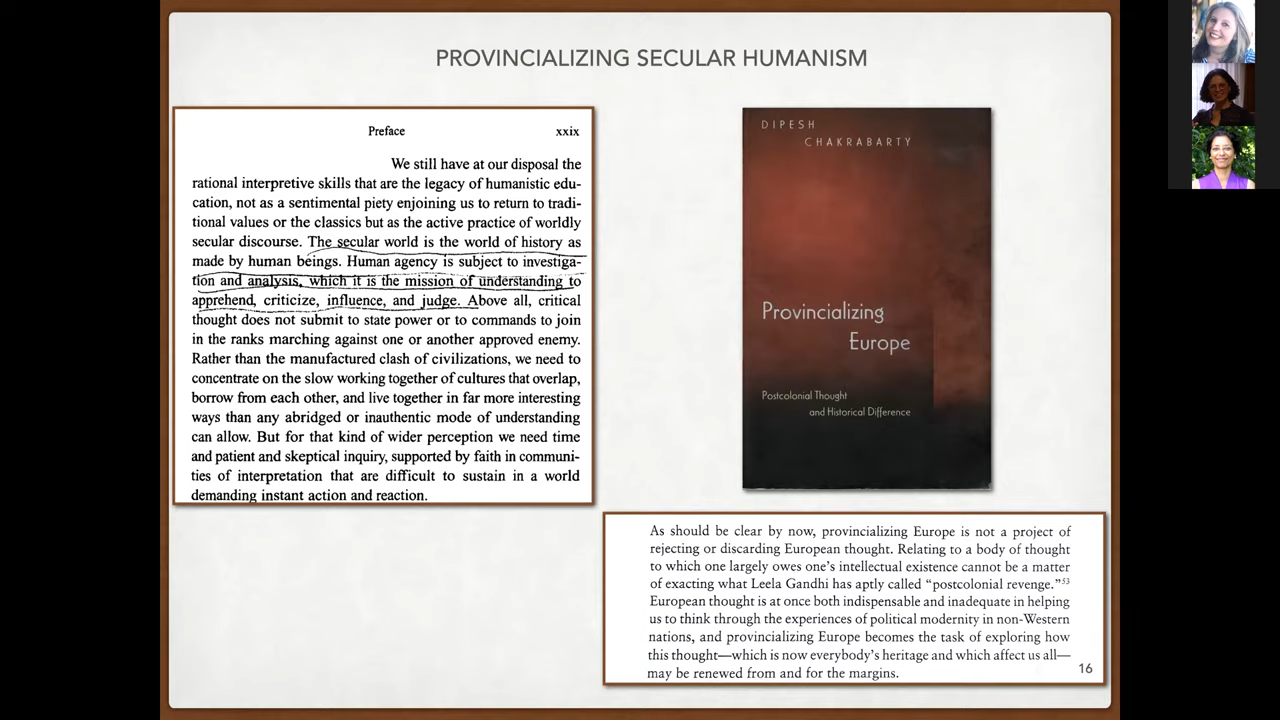 PROVINCIALIZING SECULAR HUMANISM
Preface xxix
We still have at our disposal the
rational interpretive skills that are the legacy of humanistic edu-
cation, not as a sentimental piety enjoining us to return to tradi-
tional values or the classics but as the active practice of worldly
secular discourse. The secular world is the world of history as
made by human beings. Human agency is subject to investiga-
tion and analysis, which it is the mission of understanding to
apprehend, criticize, influence, and judge. Above all, critical
thought does not submit to state power or to commands to join
in the ranks marching against one or another approved enemy.
Rather than the manufactured clash of civilizations, we need to
concentrate on the slow working together of cultures that overlap,
borrow from each other, and live together in far more interesting
ways than any abridged or inauthentic mode of understanding
can allow. But for that kind of wider perception we need time
and patient and skeptical inquiry, supported by faith in communi-
ties of interpretation that are difficult to sustain in a world
demanding instant action and reaction.
DIPESH
CHAKRABARTY
Provincializing
Europe
Postcolonial Thought
and Historical Difference
As should be clear by now, provincializing Europe is not a project of
rejecting or discarding European thought. Relating to a body of thought
to which one largely owes one's intellectual existence cannot be a matter
of exacting what Leela Gandhi has aptly called "postcolonial revenge."53
European thought is at once both indispensable and inadequate in helping
us to think through the experiences of political modernity in non-Western
nations, and provincializing Europe becomes the task of exploring how
this thought—which is now everybody's heritage and which affect us all—
may be renewed from and for the margins.
16